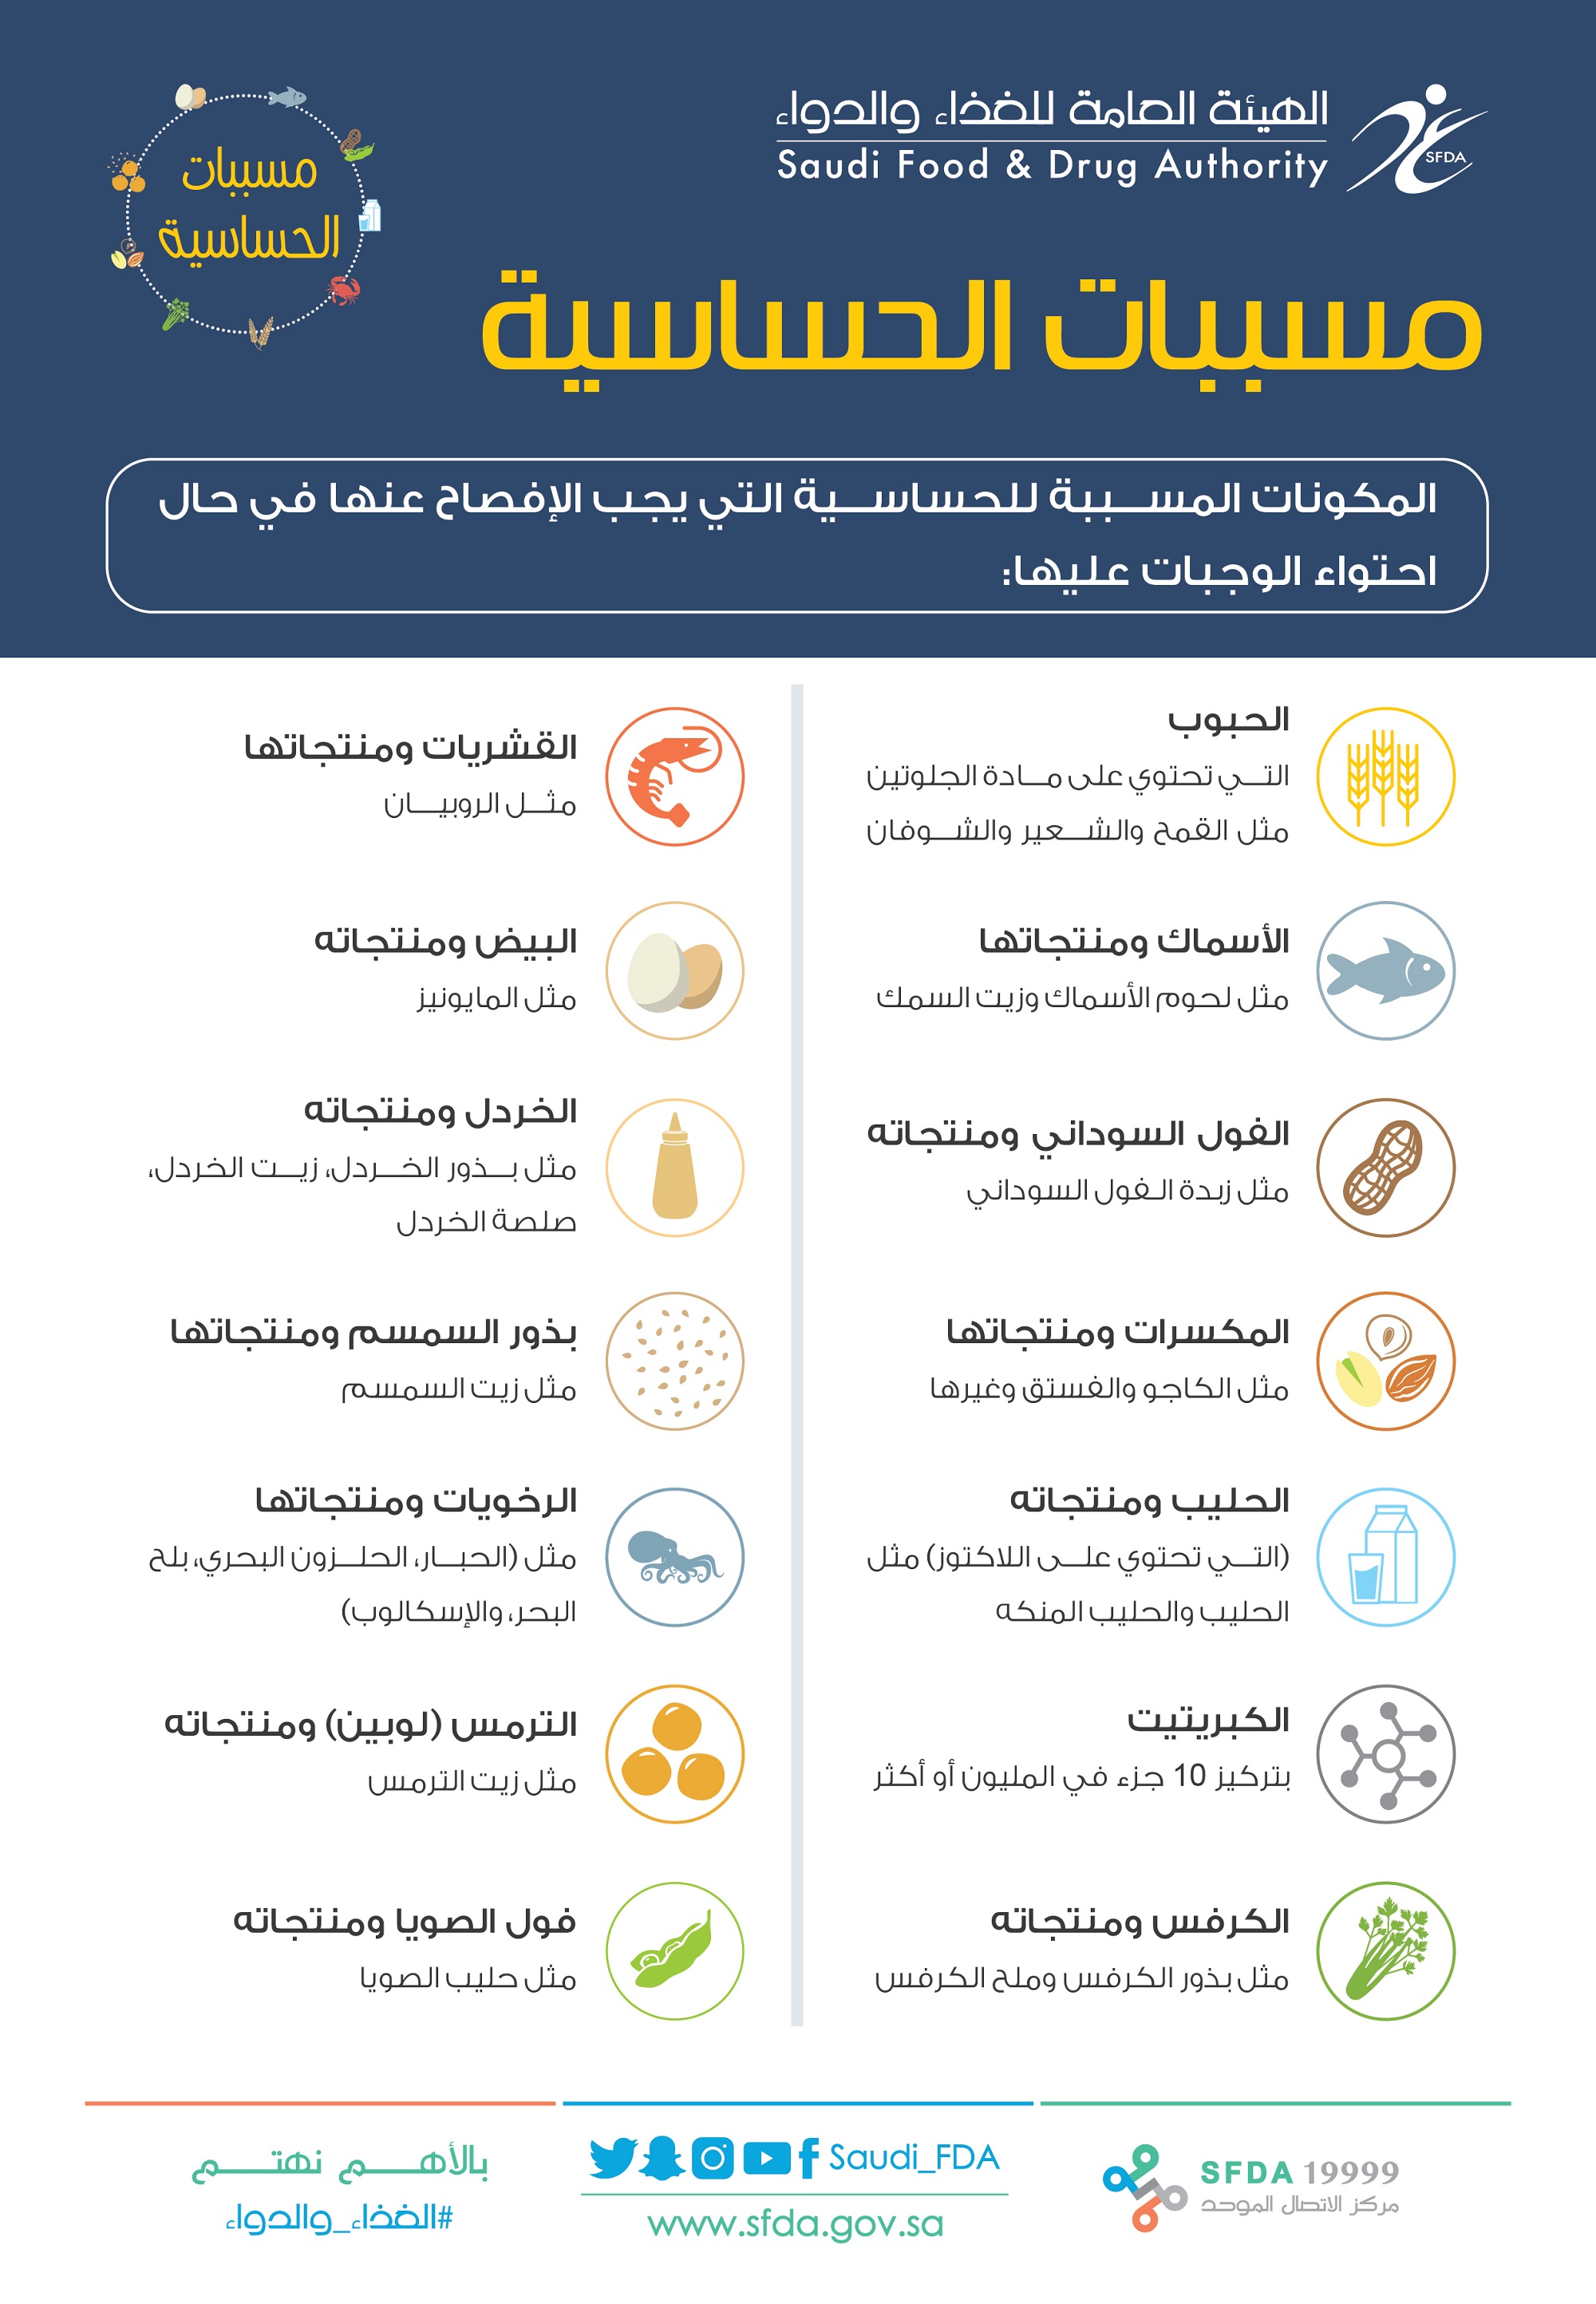 الهيئة العامة للغذاء والدواء
Saudi Food & Drug Authority
SFDA
مسببات
الحساسية
مسببات الحساسية
المكونات المسببة للحساسية التي يجب الإفصاح عنها في حال
احتواء الوجبات عليها:
الحبوب
التي تحتوي على مادة الجلوتين
مثل القمح والشعير والشوفان
الأسماك ومنتجاتها
مثل لحوم الأسماك وزيت السمك
الفول السوداني ومنتجاته
مثل زبدة الفول السوداني
المكسرات ومنتجاتها
مثل الكاجو والفستق وغيرها
الحليب ومنتجاته
(التي تحتوي على اللاكتوز) مثل
الحليب والحليب المنكه
الكبريتيت
بتركيز 10 جزء في المليون أو أكثر
الكرفس ومنتجاته
مثل بذور الكرفس وملح الكرفس
القشريات ومنتجاتها
مثل الروبيان
البيض ومنتجاته
مثل المايونيز
الخردل ومنتجاته
مثل بذور الخردل، زيت الخردل،
صلصة الخردل
بذور السمسم ومنتجاتها
مثل زيت السمسم
الرخويات ومنتجاتها
مثل (الحبار، الحلزون البحري، بلح
البحر، والإسكالوب)
الترمس (لوبين) ومنتجاته
مثل زيت الترمس
فول الصويا ومنتجاته
مثل حليب الصويا
SFDA 19999
مركز الاتصال الموحد
Saudi_FDA
www.sfda.gov.sa
بالأهم نهتم
#الغذاء_والدواء